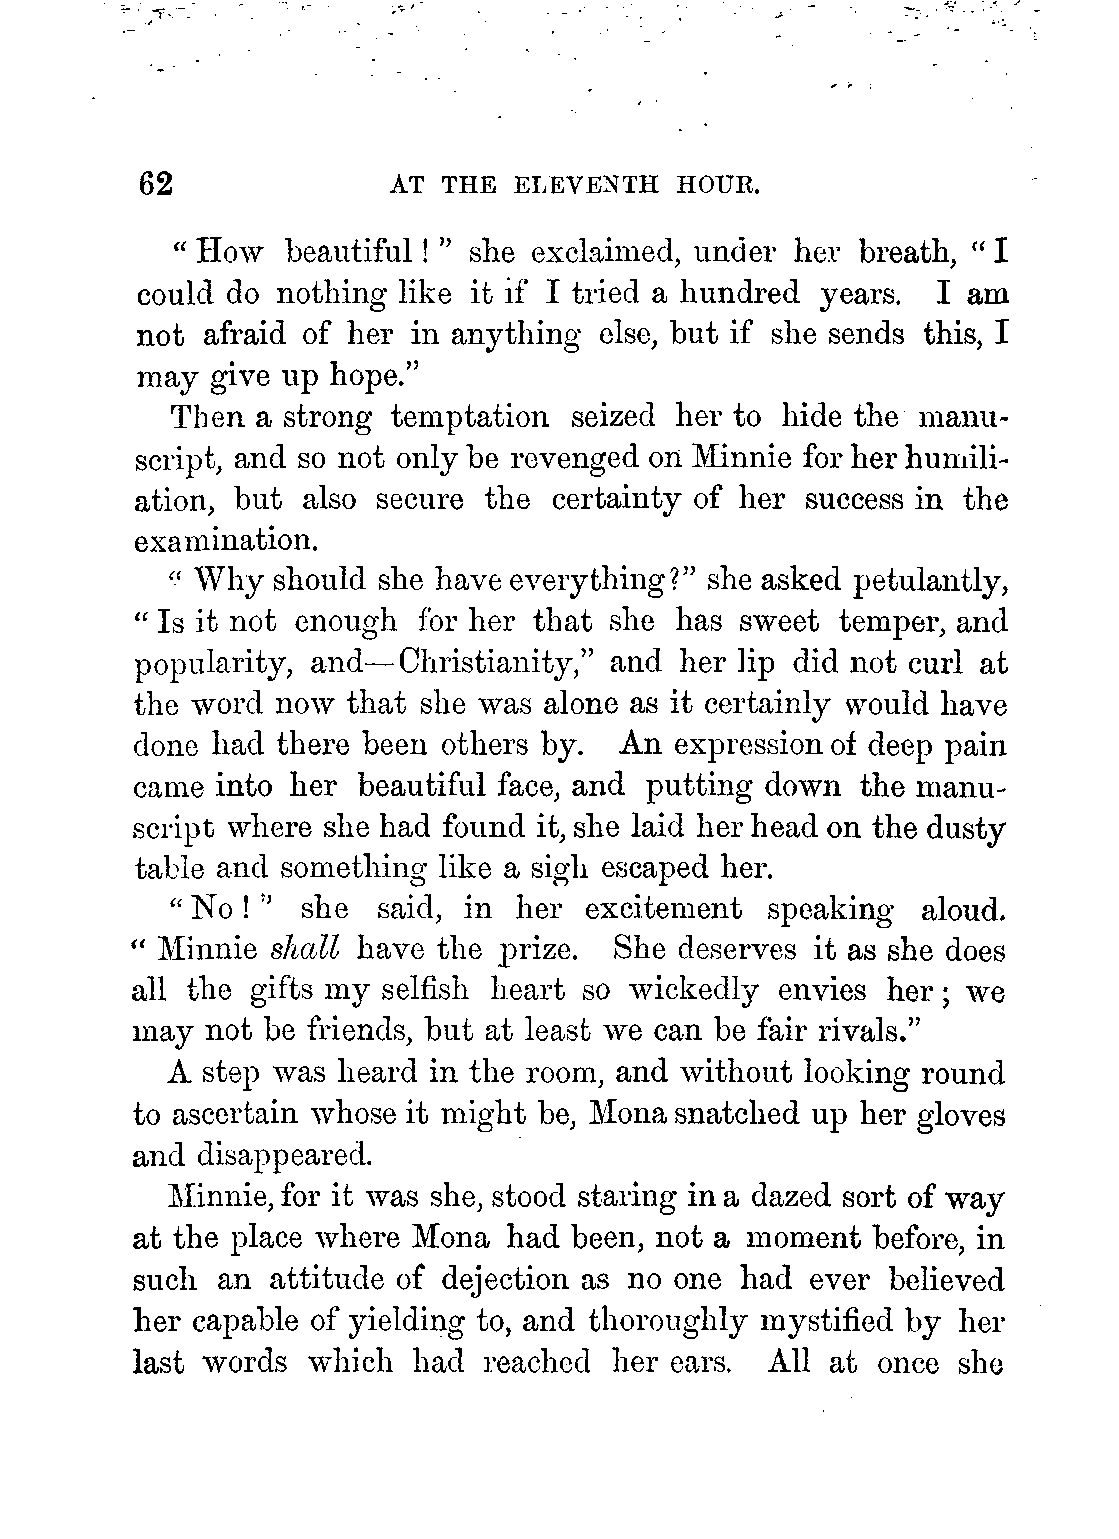 62 AT THE ELEVENTH HOUR.
“ How beautiful ! ” she exclaimed, under her breath, “ I
could do nothing like it if I tried a hundred years. I am
not afraid of her in anything else, but if she sends this, I
may give up hope.”
Then a strong temptation seized her to hide the manu-
script, and so not only be revenged on Minnie for her humili-
ation, but also secure the certainty of her success in the
examination.
“ Why should she have everything?” she asked petulantly,
“ Is it not enough for her that she has sweet temper, and
popularity, and—Christianity,” and her lip did not curl at
the word now that she was alone as it certainly would have
done had there been others by. An expression of deep pain
came into her beautiful face, and putting down the manu-
script where she had found it, she laid her head on the dusty
table and something like a sigh escaped her.
“ No ! ” she said, in her excitement speaking aloud.
“ Minnie shall have the prize. She deserves it as she does
all the gifts my selfish heart so wickedly envies her ; we
may not be friends, but at least we can be fair rivals.”
A step was heard in the room, and without looking round
to ascertain whose it might be, Mona snatched up her gloves
and disappeared.
Minnie, for it was she, stood staring in a dazed sort of way
at the place where Mona had been, not a moment before, in
such an attitude of dejection as no one had ever believed
her capable of yielding to, and thoroughly mystified by her
last words which had reached her ears. All at once she